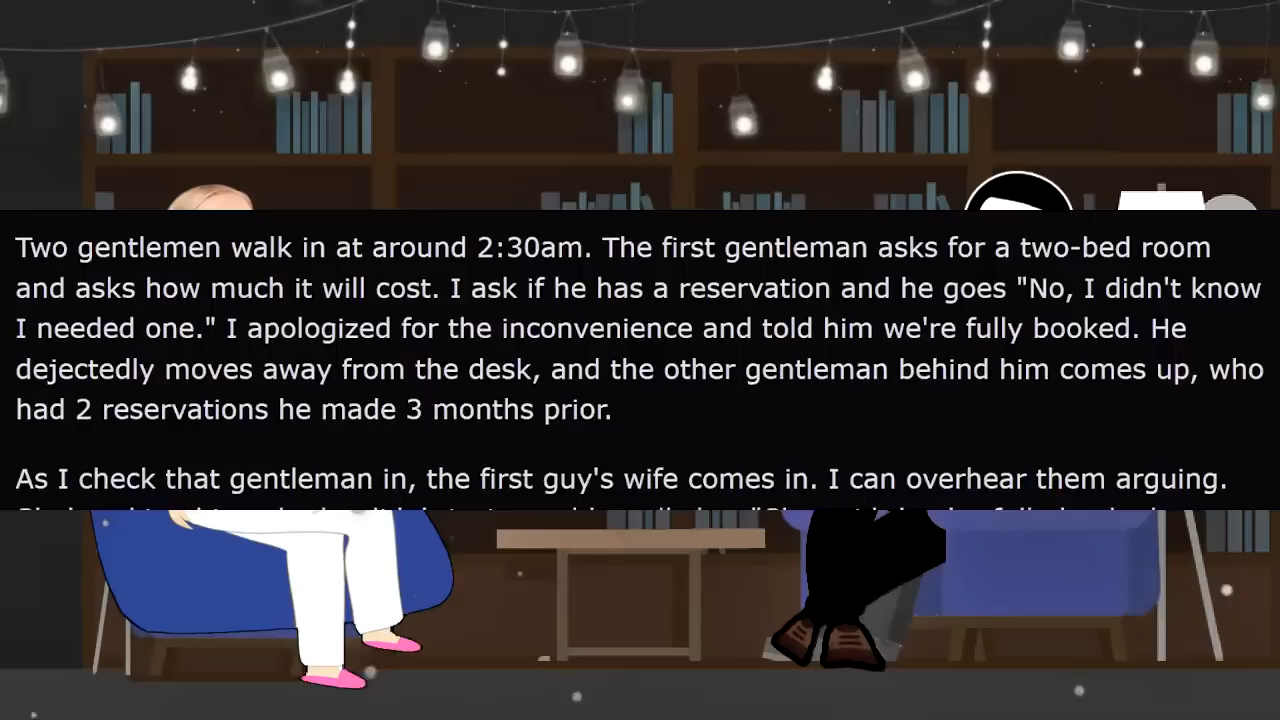 Two gentlemen walk in at around 2:30am. The first gentleman asks for a two-bed room
and asks how much it will cost. I ask if he has a reservation and he goes "No, I didn't know
I needed one." I apologized for the inconvenience and told him we're fully booked. He
dejectedly moves away from the desk, and the other gentleman behind him comes up, who
had 2 reservations he made 3 months prior.
As I check that gentleman in, the first guy's wife comes in. I can overhear them arguing.